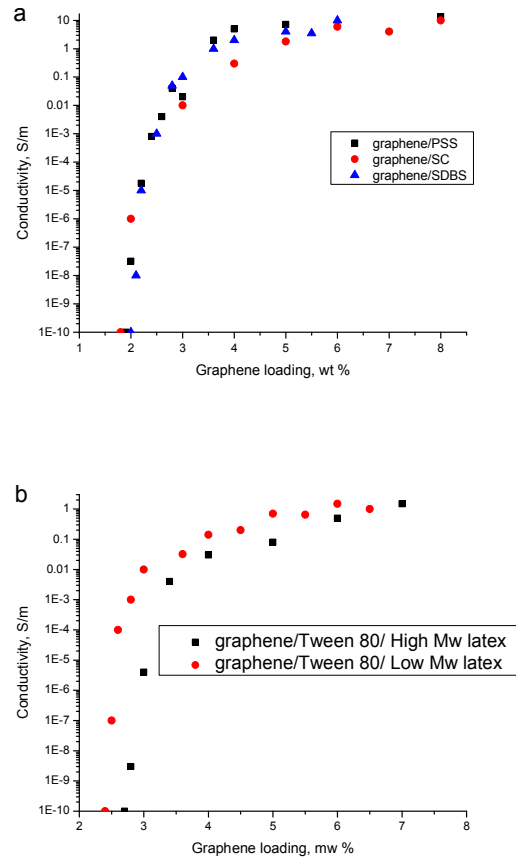 a
10
1
0.1
0.01
1E-3
1E-4
1E-5
1E-6
1E-7
1E-8
1E-9
1E-10
Conductivity, S/m
graphene/PSS
graphene/SC
graphene/SDBS
1 2 3 4 5 6 7 8
Graphene loading, wt %
b
1
0.1
0.01
1E-3
1E-4
1E-5
1E-6
1E-7
1E-8
1E-9
1E-10
Conductivity, S/m
graphene/Tween 80/ High Mw latex
graphene/Tween 80/ Low Mw latex
2 3 4 5 6 7 8
Graphene loading, mw %